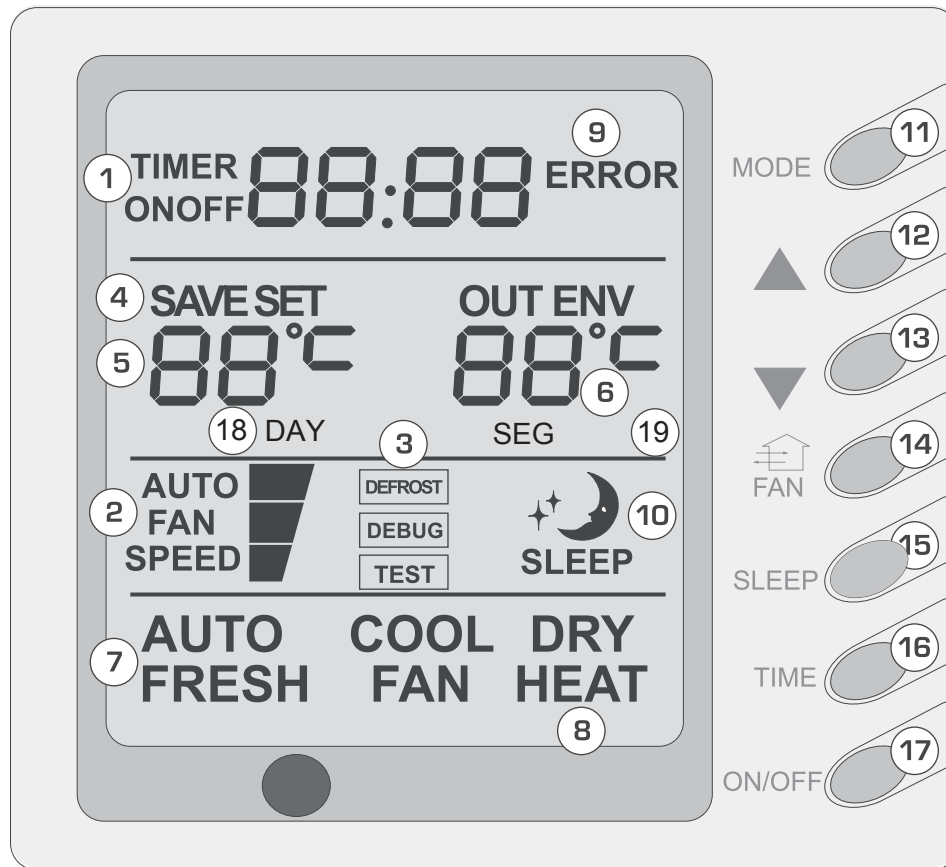 9
1 TIMER 88:88 ERROR
ONOFF
4 SAVE SET OUT ENV
5 88°C 88°C
6
18 DAY SEG 19
3
AUTO DEFROST
2 FAN DEBUG 10
SPEED TEST SLEEP
AUTO COOL DRY
7 FRESH FAN HEAT
8
MODE 11
12
13
14
FAN
SLEEP 15
TIME 16
ON/OFF 17